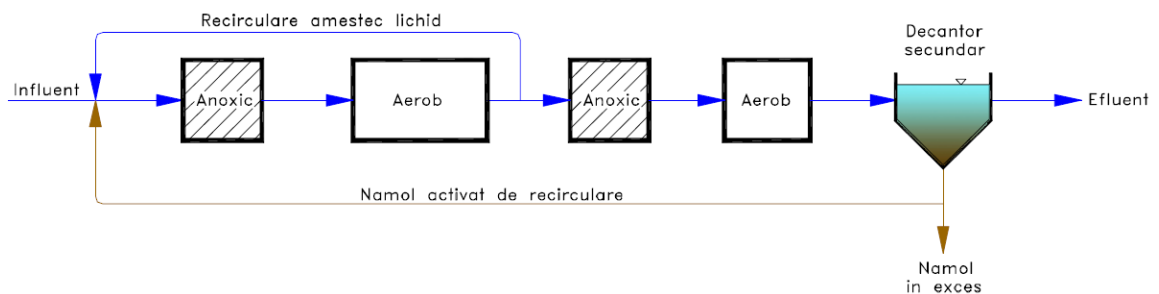 Recirculare amestec lichid
Decantor
secundar
Influent
Anoxic
Aerob
Anoxic
Aerob
Efluent
Namol activat de recirculare
Namol
in exces